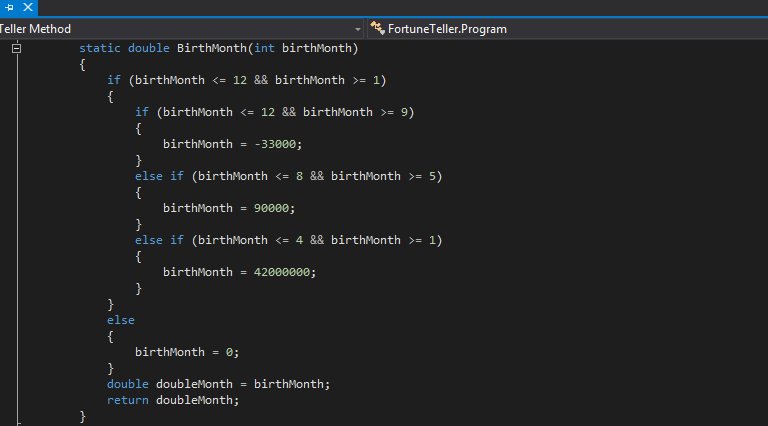 Teller Method
FortuneTeller.Program
static double BirthMonth(int birthMonth)
{
if (birthMonth <= 12 && birthMonth >= 1)
{
if (birthMonth <= 12 && birthMonth >= 9)
{
birthMonth = -33000;
}
else if (birthMonth <= 8 && birthMonth >= 5)
{
birthMonth = 90000;
}
else if (birthMonth <= 4 && birthMonth >= 1)
{
birthMonth = 42000000;
}
}
else
{
birthMonth = 0;
}
double doubleMonth = birthMonth;
return doubleMonth;
}